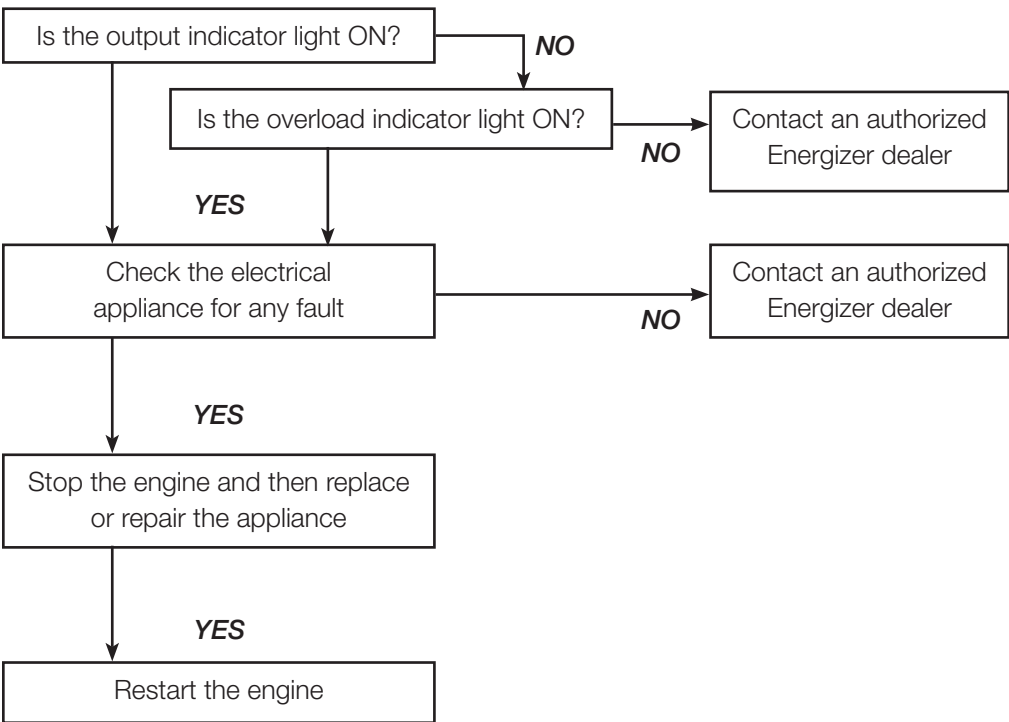 Is the output indicator light ON?
NO
Is the overload indicator light ON?
NO
Contact an authorized
Energizer dealer
YES
Check the electrical
appliance for any fault
NO
Contact an authorized
Energizer dealer
YES
Stop the engine and then replace
or repair the appliance
YES
Restart the engine